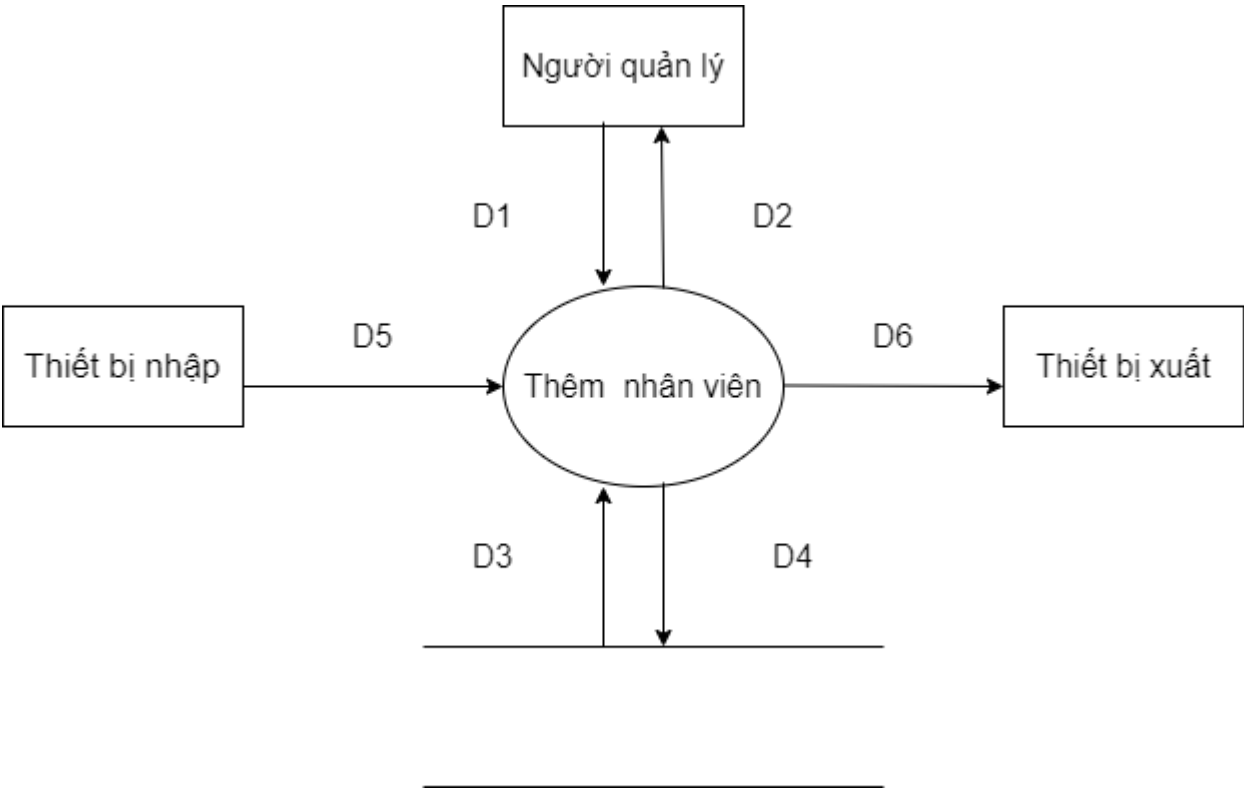 Người quản lý
D1
D2
Thiết bị nhập
D5
Thêm nhân viên
D6
Thiết bị xuất
D3
D4